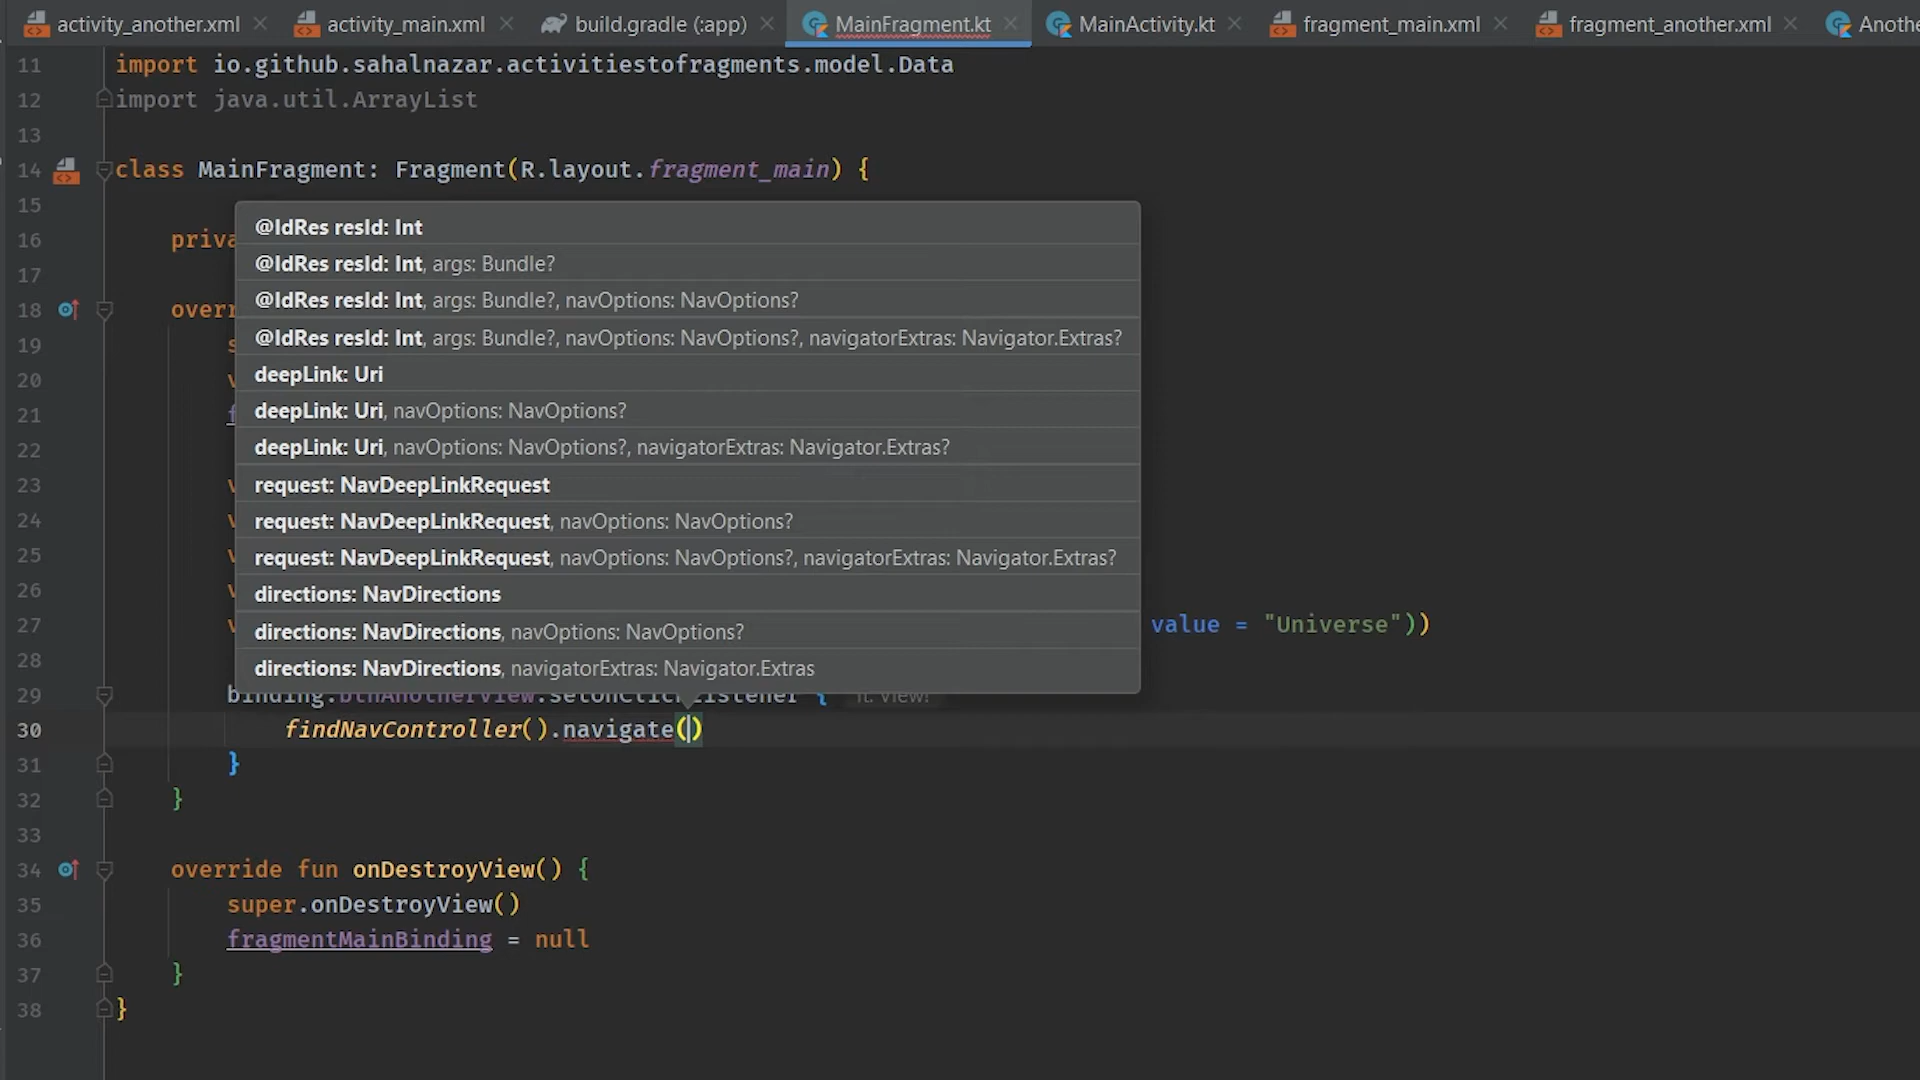 activity_another.xml activity_main.xml build.gradle (:app) MainFragment.kt MainActivity.kt fragment_main.xml fragment_another.xml Anothe
11 import io.github.sahalnazar.activitiestofragments.model.Data
12 import java.util.ArrayList
13
14 class MainFragment: Fragment(R.layout.fragment_main) {
15
@IdRes resId: Int
16 priva
@IdRes resId: Int, args: Bundle?
17
@IdRes resId: Int, args: Bundle?, navOptions: NavOptions?
18 overr
@IdRes resId: Int, args: Bundle?, navOptions: NavOptions?, navigatorExtras: Navigator.Extras?
19 s
deepLink: Uri
20 v
deepLink: Uri, navOptions: NavOptions?
21 f
deepLink: Uri, navOptions: NavOptions?, navigatorExtras: Navigator.Extras?
22
request: NavDeepLinkRequest
23 v
request: NavDeepLinkRequest, navOptions: NavOptions?
24 v
request: NavDeepLinkRequest, navOptions: NavOptions?, navigatorExtras: Navigator.Extras?
25 v
directions: NavDirections
26 v
directions: NavDirections, navOptions: NavOptions?
27 v value = "Universe"))
directions: NavDirections, navigatorExtras: Navigator.Extras
28
29 binding.btnAnotherView.setOnClickListener { it: View!
30 findNavController().navigate()
31 }
32 }
33
34 override fun onDestroyView() {
35 super.onDestroyView()
36 fragmentMainBinding = null
37 }
38 }